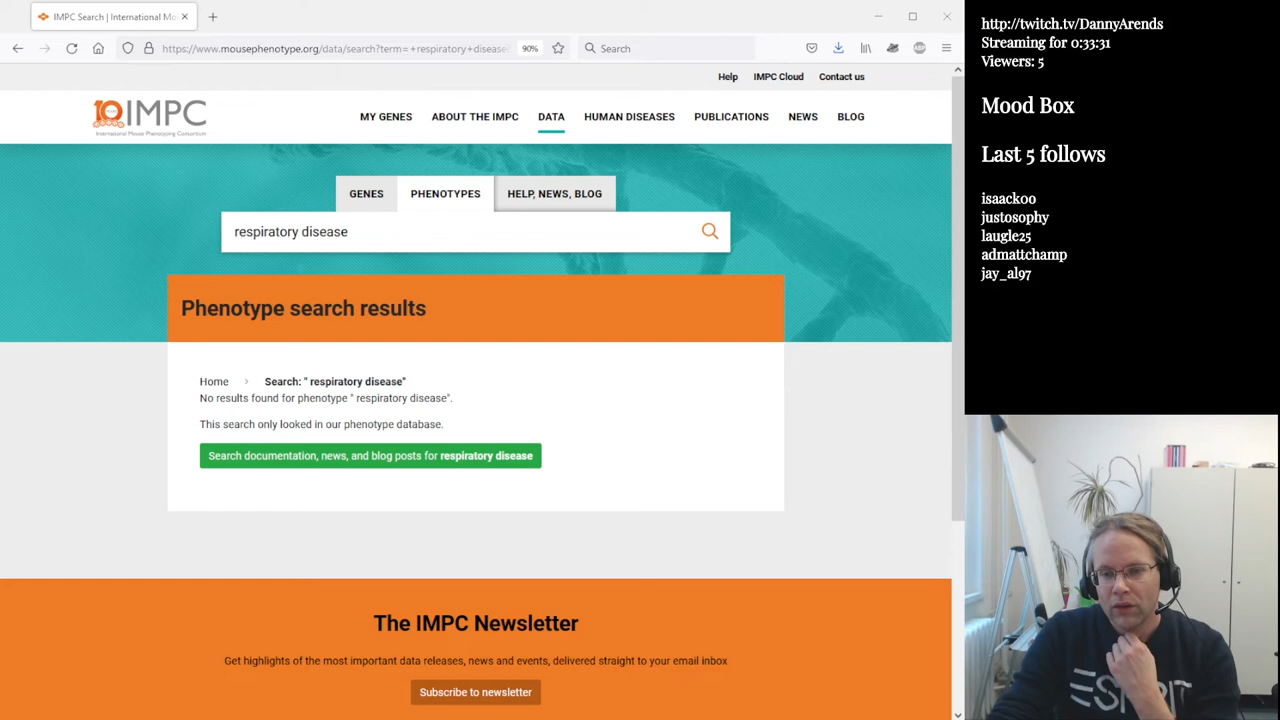 IMPC Search | International Mo
https://www.mousephenotype.org/data/search?term= +respiratory+disease
90%
Search
Help
IMPC Cloud
Contact us
10 IMPC
International Mouse Phenotyping Consortium
MY GENES
ABOUT THE IMPC
DATA
HUMAN DISEASES
PUBLICATIONS
NEWS
BLOG
GENES
PHENOTYPES
HELP, NEWS, BLOG
respiratory disease
Phenotype search results
Home > Search: " respiratory disease"
No results found for phenotype " respiratory disease".
This search only looked in our phenotype database.
Search documentation, news, and blog posts for respiratory disease
The IMPC Newsletter
Get highlights of the most important data releases, news and events, delivered straight to your email inbox
Subscribe to newsletter
http://twitch.tv/DannyArends
Streaming for 0:33:31
Viewers: 5
Mood Box
Last 5 follows
isaackoo
justosophy
laugle25
admattchamp
jay_al97
ESPRIT